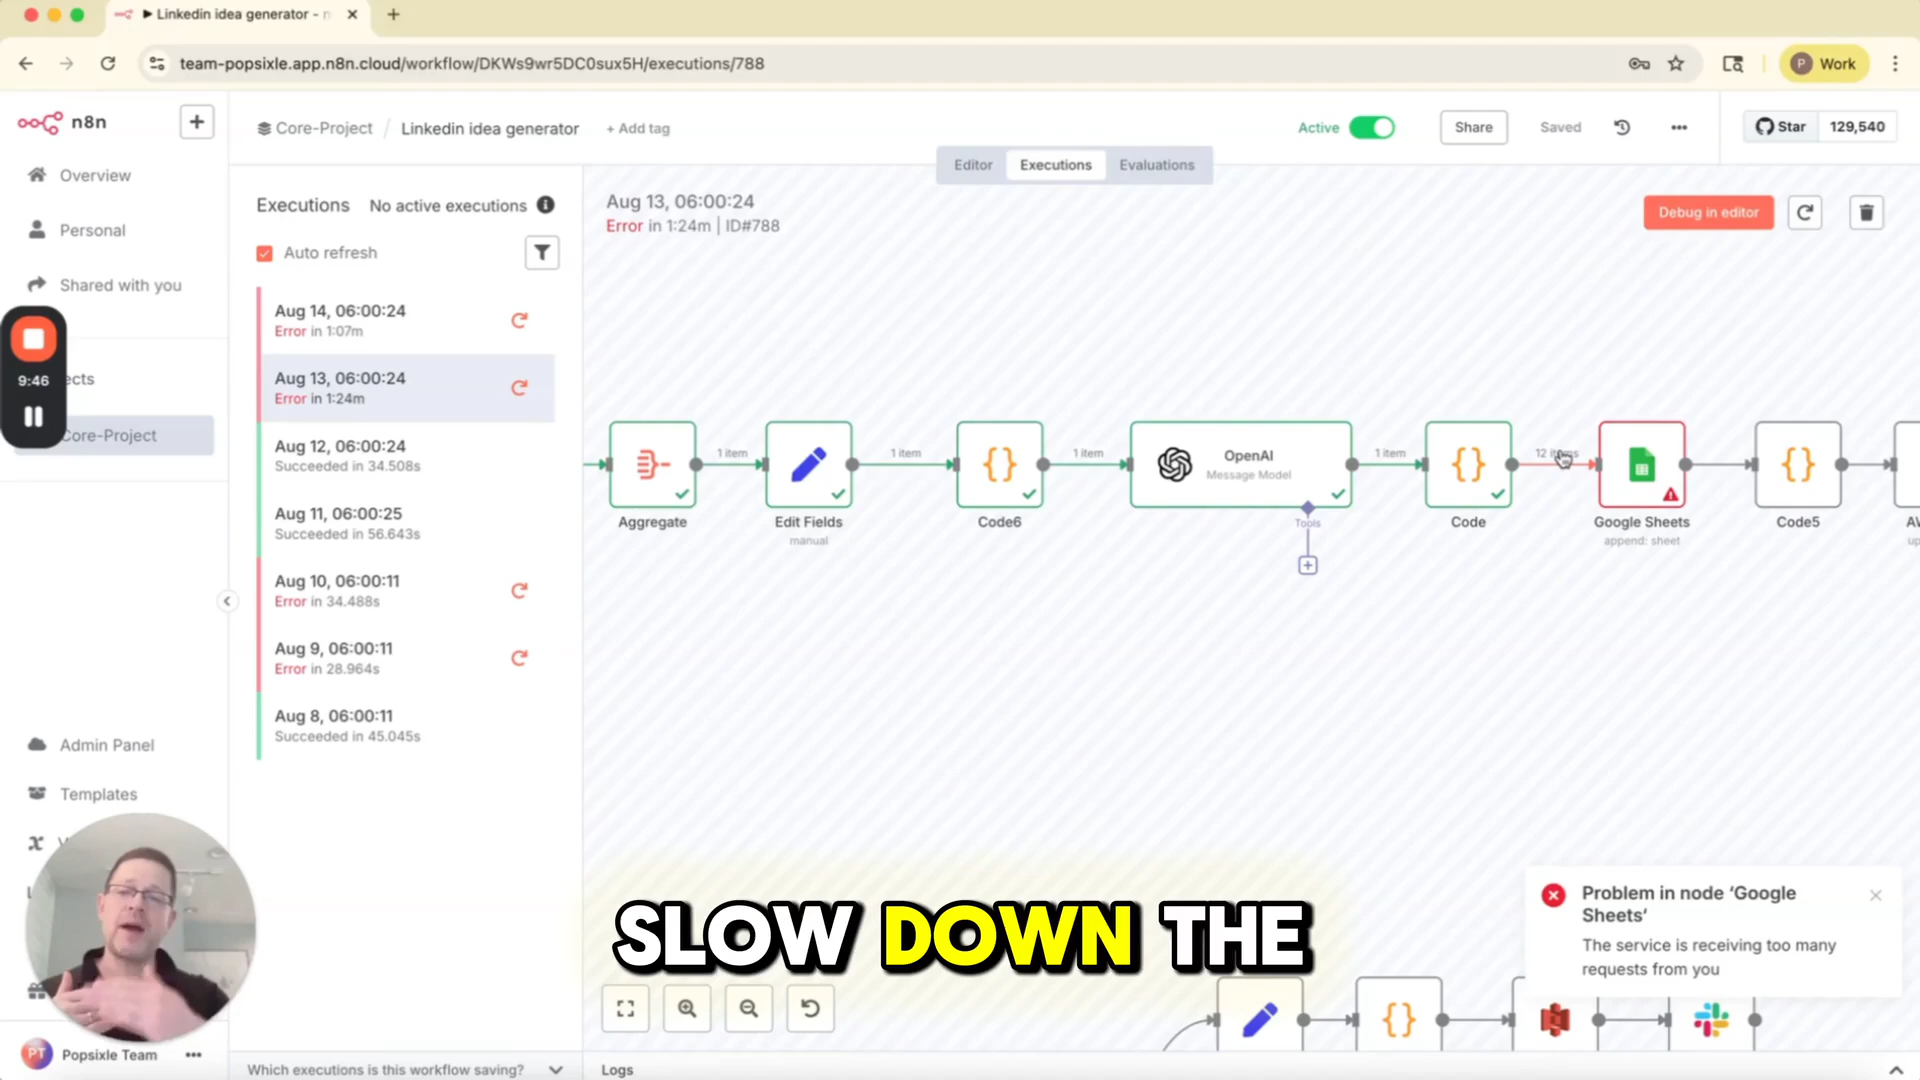 Linkedin idea generator - n
team-popsixle.app.n8n.cloud/workflow/DKWs9wr5DC0sux5H/executions/788
P
Work
n8n
Core-Project / Linkedin idea generator
+ Add tag
Active
Share
Saved
Star
129,540
Overview
Personal
Shared with you
9:46
ects
Core-Project
Admin Panel
Templates
PT
Popsixle Team
Editor
Executions
Evaluations
Executions
No active executions
Auto refresh
Aug 14, 06:00:24
Error in 1:07m
Aug 13, 06:00:24
Error in 1:24m
Aug 12, 06:00:24
Succeeded in 34.508s
Aug 11, 06:00:25
Succeeded in 56.643s
Aug 10, 06:00:11
Error in 34.488s
Aug 9, 06:00:11
Error in 28.964s
Aug 8, 06:00:11
Succeeded in 45.045s
Which executions is this workflow saving?
Aug 13, 06:00:24
Error in 1:24m | ID#788
Debug in editor
1 item
1 item
1 item
1 item
OpenAI
Message Model
Tools
Aggregate
Edit Fields
manual
Code6
Code
Google Sheets
append: sheet
Code5
SLOW DOWN THE
Problem in node ‘Google
Sheets‘
The service is receiving too many
requests from you
Logs